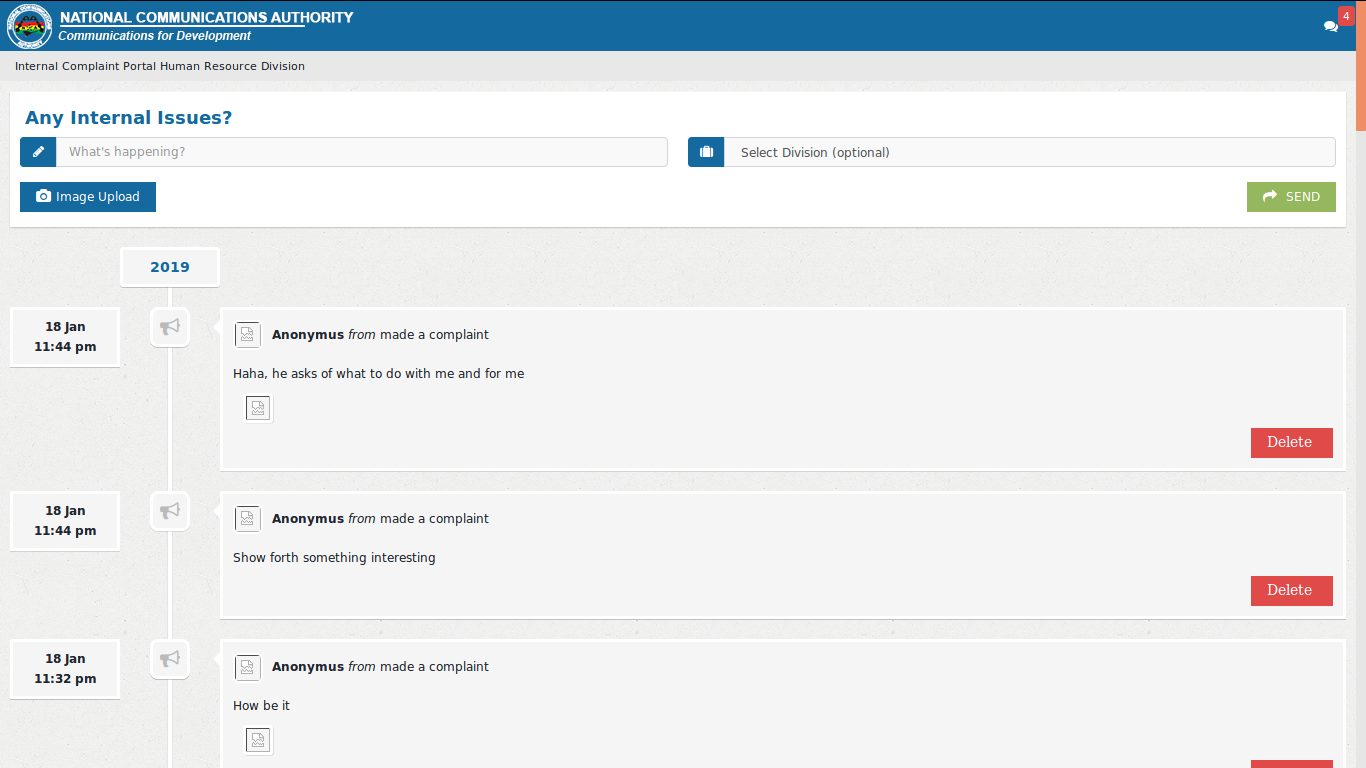 NATIONAL COMMUNICATIONS AUTHORITY
Communications for Development
4
Internal Complaint Portal Human Resource Division
Any Internal Issues?
What's happening?
Select Division (optional)
Image Upload
SEND
2019
18 Jan
11:44 pm
Anonymus from made a complaint
Haha, he asks of what to do with me and for me
Delete
18 Jan
11:44 pm
Anonymus from made a complaint
Show forth something interesting
Delete
18 Jan
11:32 pm
Anonymus from made a complaint
How be it